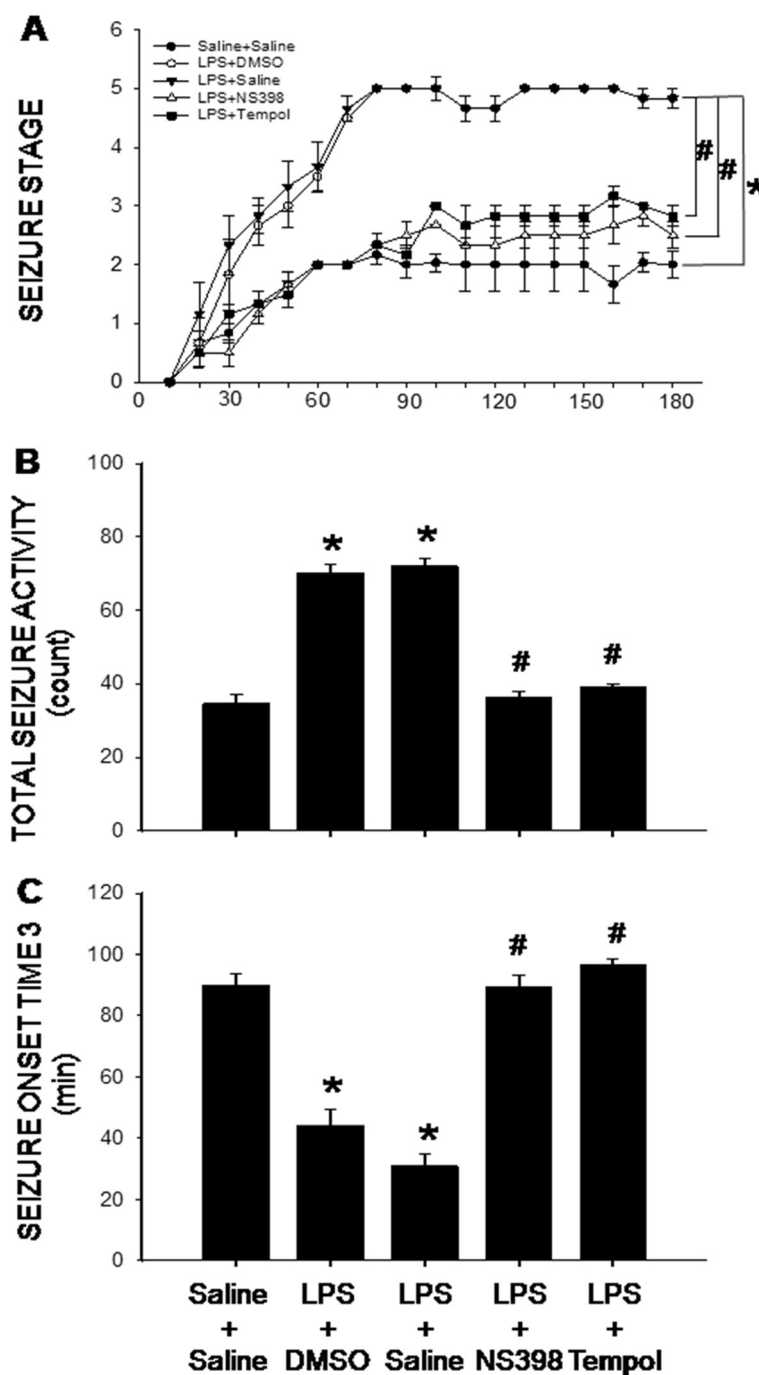 A
SEIZURE STAGE
6
5
4
3
2
1
0
Saline+Saline
LPS+DMSO
LPS+Saline
LPS+NS398
LPS+Tempol
#
#
*
0 30 60 90 120 150 180
B
TOTAL SEIZURE ACTIVITY
(count)
100
80
60
40
20
0
*
*
#
#
C
SEIZURE ONSET TIME 3
(min)
120
100
80
60
40
20
0
*
*
#
#
Saline LPS LPS LPS LPS
+ + + + +
Saline DMSO Saline NS398 Tempol